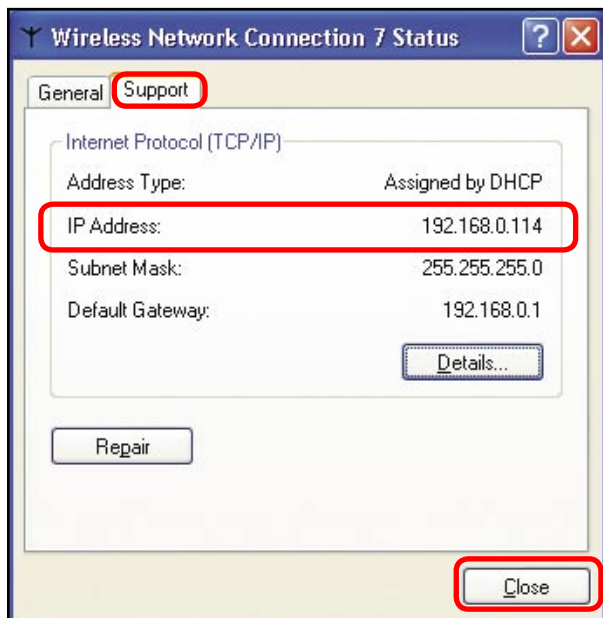 Wireless Network Connection 7 Status
General Support
Internet Protocol (TCP/IP)
Address Type: Assigned by DHCP
IP Address: 192.168.0.114
Subnet Mask: 255.255.255.0
Default Gateway: 192.168.0.1
Details...
Repair
Close